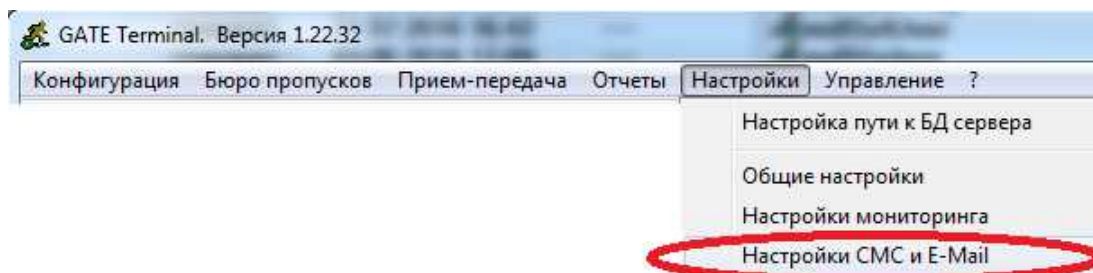 GATE Terminal. Версия 1.22.32
Конфигурация Бюро пропусков Прием-передача Отчеты Настройки Управление ?
Настройка пути к БД сервера
Общие настройки
Настройки мониторинга
Настройки СМС и E-Mail